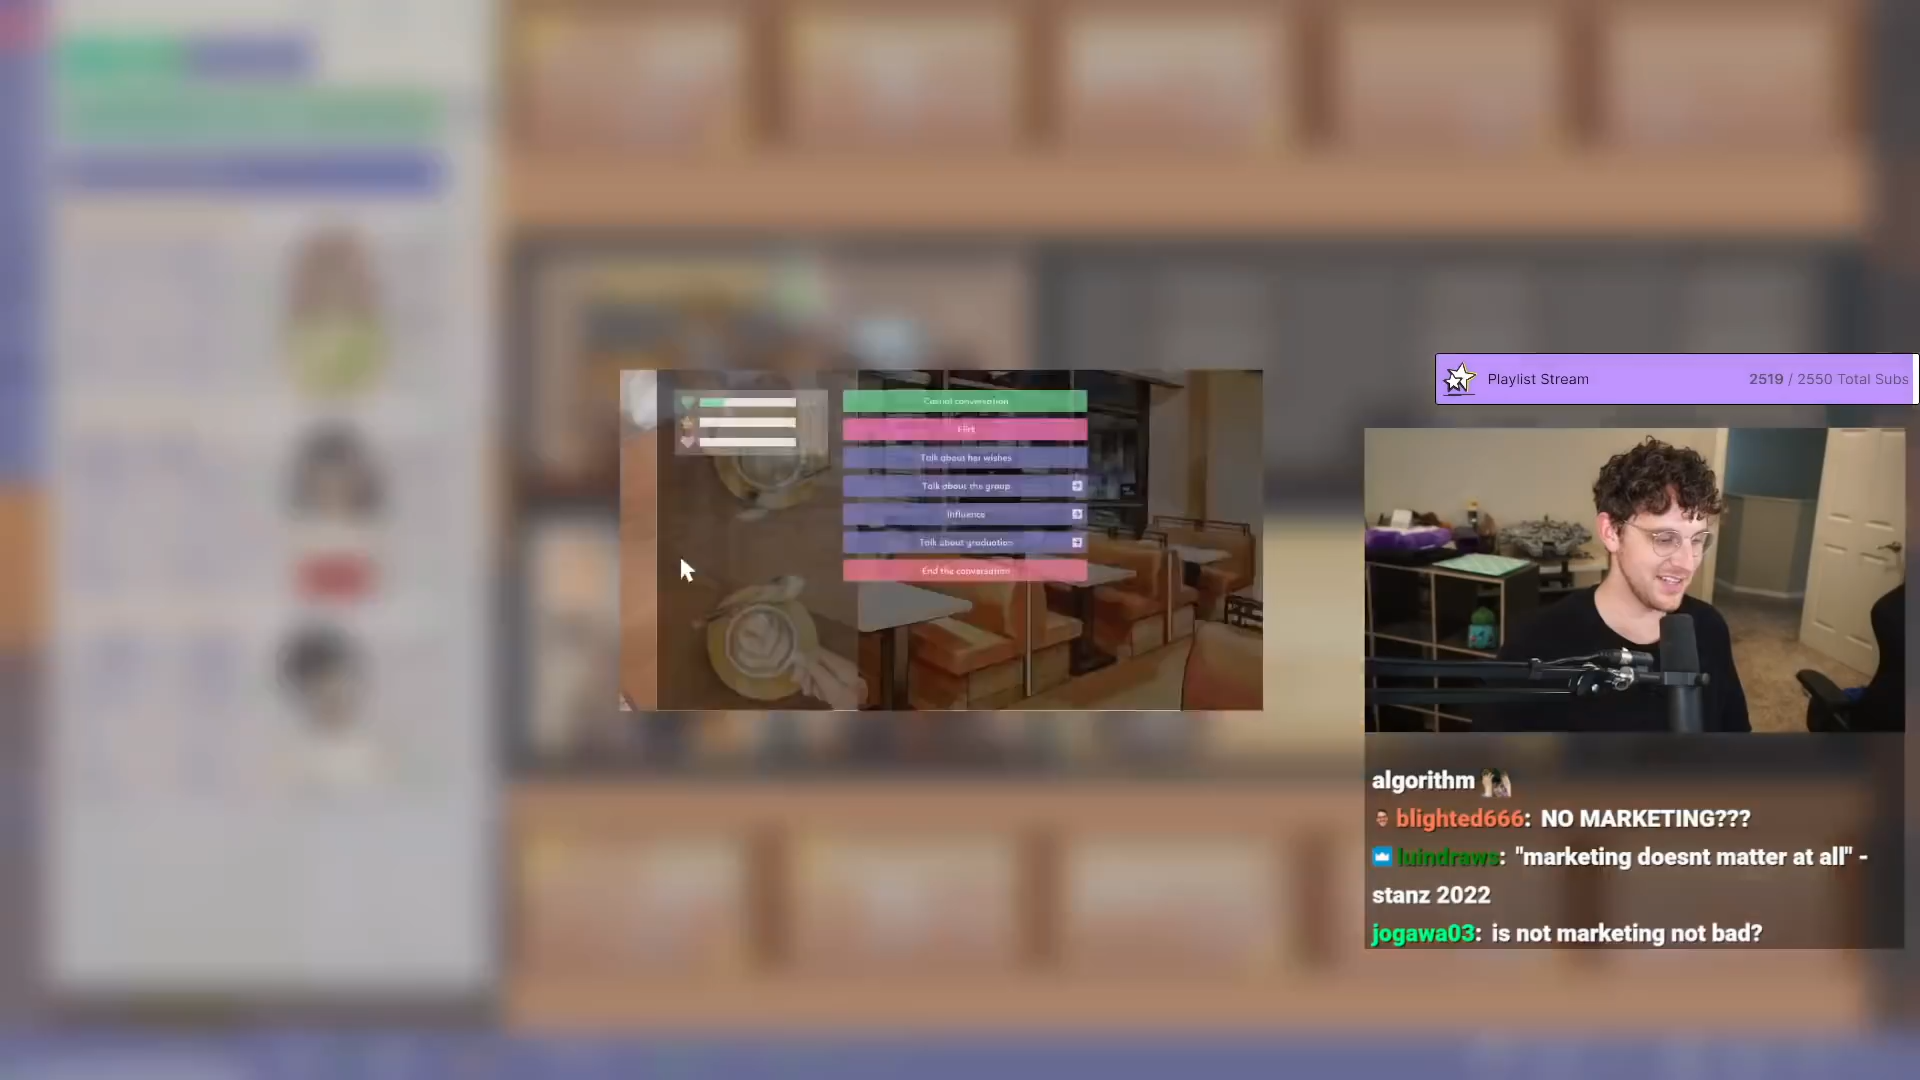 Casual conversation
Flirt
Talk about her wishes
Talk about the group
Influence
Talk about graduation
End the conversation
Playlist Stream
2519 / 2550 Total Subs
algorithm
blighted666: NO MARKETING???
luindraws: "marketing doesnt matter at all" -
stanz 2022
jogawa03: is not marketing not bad?